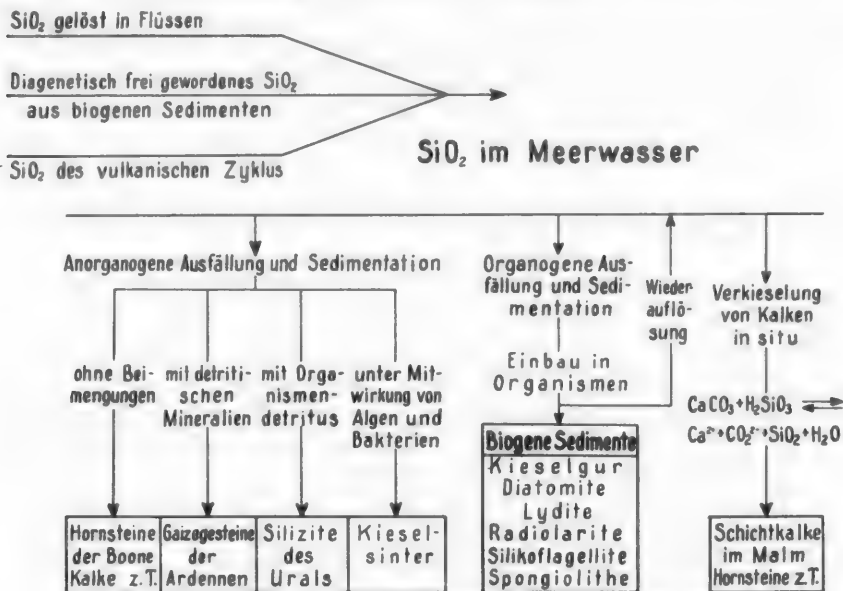 SiO₂ gelöst in Flüssen
Diagenetisch frei gewordenes SiO₂
aus biogenen Sedimenten
SiO₂ des vulkanischen Zyklus
SiO₂ im Meerwasser
Anorganogene Ausfällung und Sedimentation
ohne Bei-
mengungen
mit detriti-
schen
Mineralien
mit Orga-
nismen-
detritus
unter Mit-
wirkung von
Algen und
Bakterien
Hornsteine
der Boone
Kalke z.T.
Gaizegesteine
der
Ardennen
Silizite
des
Urals
Kiesel-
sinter
Organogene Aus-
fällung und Sedi-
mentation
Einbau in
Organismen
Wieder
auflö-
sung
Biogene Sedimente
Kieselgur
Diatomite
Lydite
Radiolarite
Silikoflagellite
Spongiolithe
Verkieselung
von Kalken
in situ
CaCO₃+H₂SiO₃ ⇌
Ca²⁺+CO₂²⁻+SiO₂+H₂O
Schichtkalke
im Malm
Hornsteine z.T.